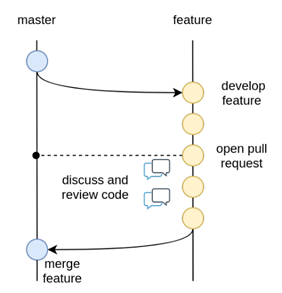 master
feature
develop
feature
open pull
request
discuss and
review code
merge
feature